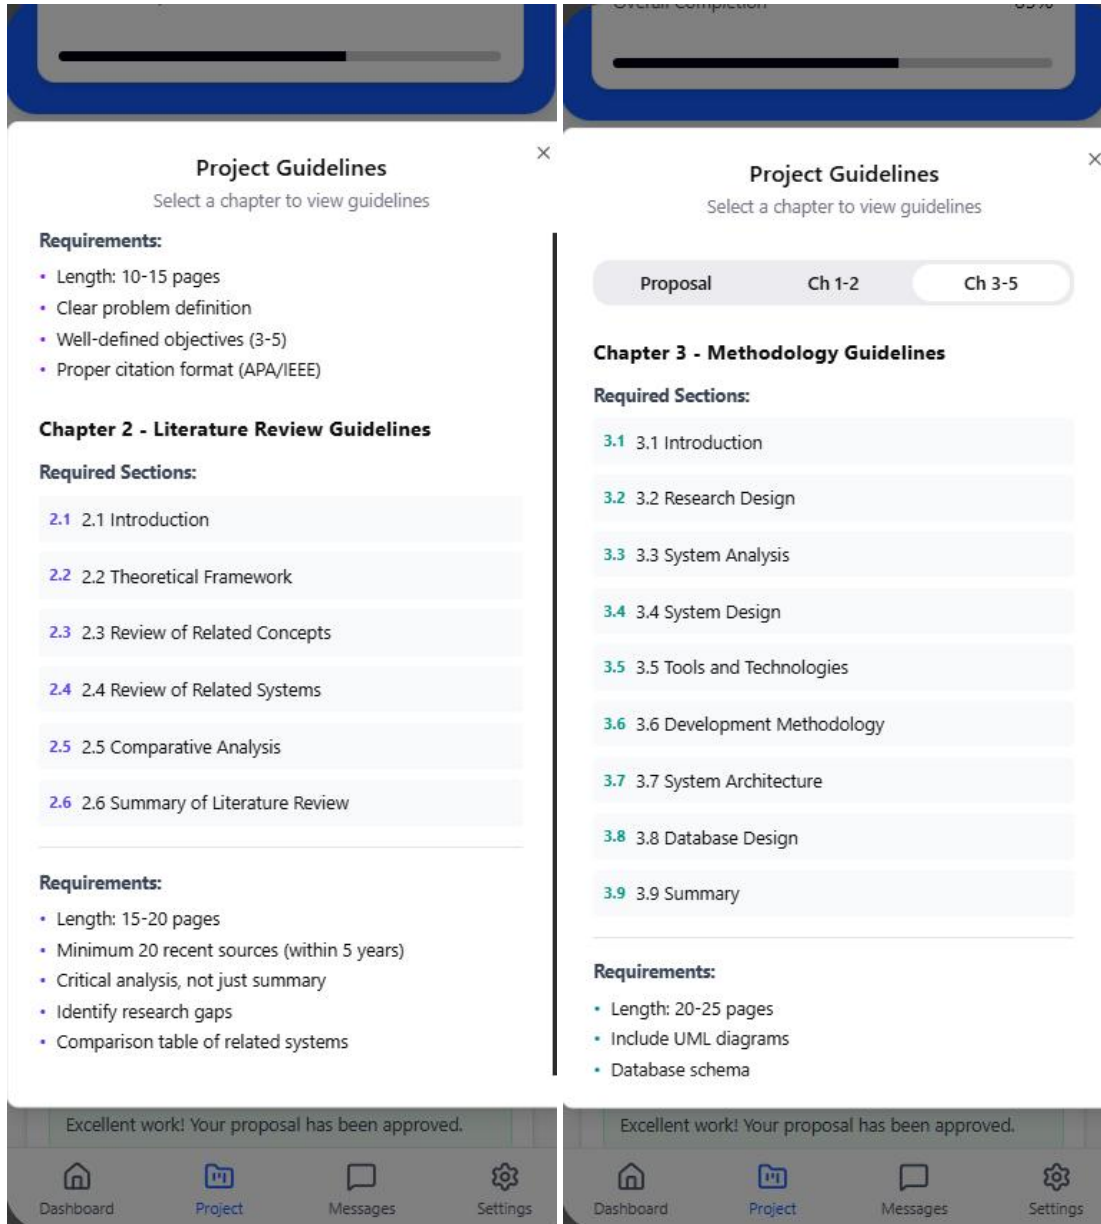 Project Guidelines
Select a chapter to view guidelines
Requirements:
• Length: 10-15 pages
• Clear problem definition
• Well-defined objectives (3-5)
• Proper citation format (APA/IEEE)
Chapter 2 - Literature Review Guidelines
Required Sections:
2.1 2.1 Introduction
2.2 2.2 Theoretical Framework
2.3 2.3 Review of Related Concepts
2.4 2.4 Review of Related Systems
2.5 2.5 Comparative Analysis
2.6 2.6 Summary of Literature Review
Requirements:
• Length: 15-20 pages
• Minimum 20 recent sources (within 5 years)
• Critical analysis, not just summary
• Identify research gaps
• Comparison table of related systems
Excellent work! Your proposal has been approved.
Dashboard Project Messages Settings
Overall Completion
Project Guidelines
Select a chapter to view guidelines
Proposal Ch 1-2 Ch 3-5
Chapter 3 - Methodology Guidelines
Required Sections:
3.1 3.1 Introduction
3.2 3.2 Research Design
3.3 3.3 System Analysis
3.4 3.4 System Design
3.5 3.5 Tools and Technologies
3.6 3.6 Development Methodology
3.7 3.7 System Architecture
3.8 3.8 Database Design
3.9 3.9 Summary
Requirements:
• Length: 20-25 pages
• Include UML diagrams
• Database schema
Excellent work! Your proposal has been approved.
Dashboard Project Messages Settings